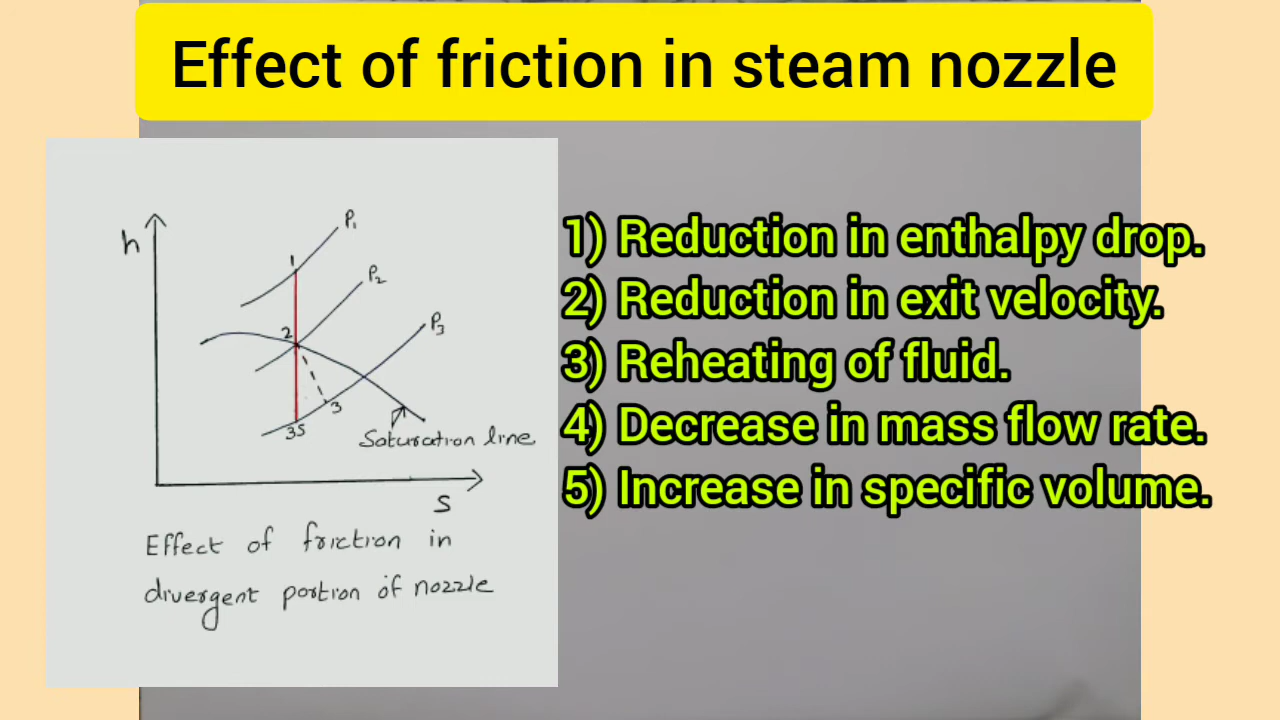 Effect of friction in steam nozzle
h
P₁
1
P₂
2
P₃
3
3S
Saturation line
S
Effect of friction in
divergent portion of nozzle
1) Reduction in enthalpy drop.
2) Reduction in exit velocity.
3) Reheating of fluid.
4) Decrease in mass flow rate.
5) Increase in specific volume.